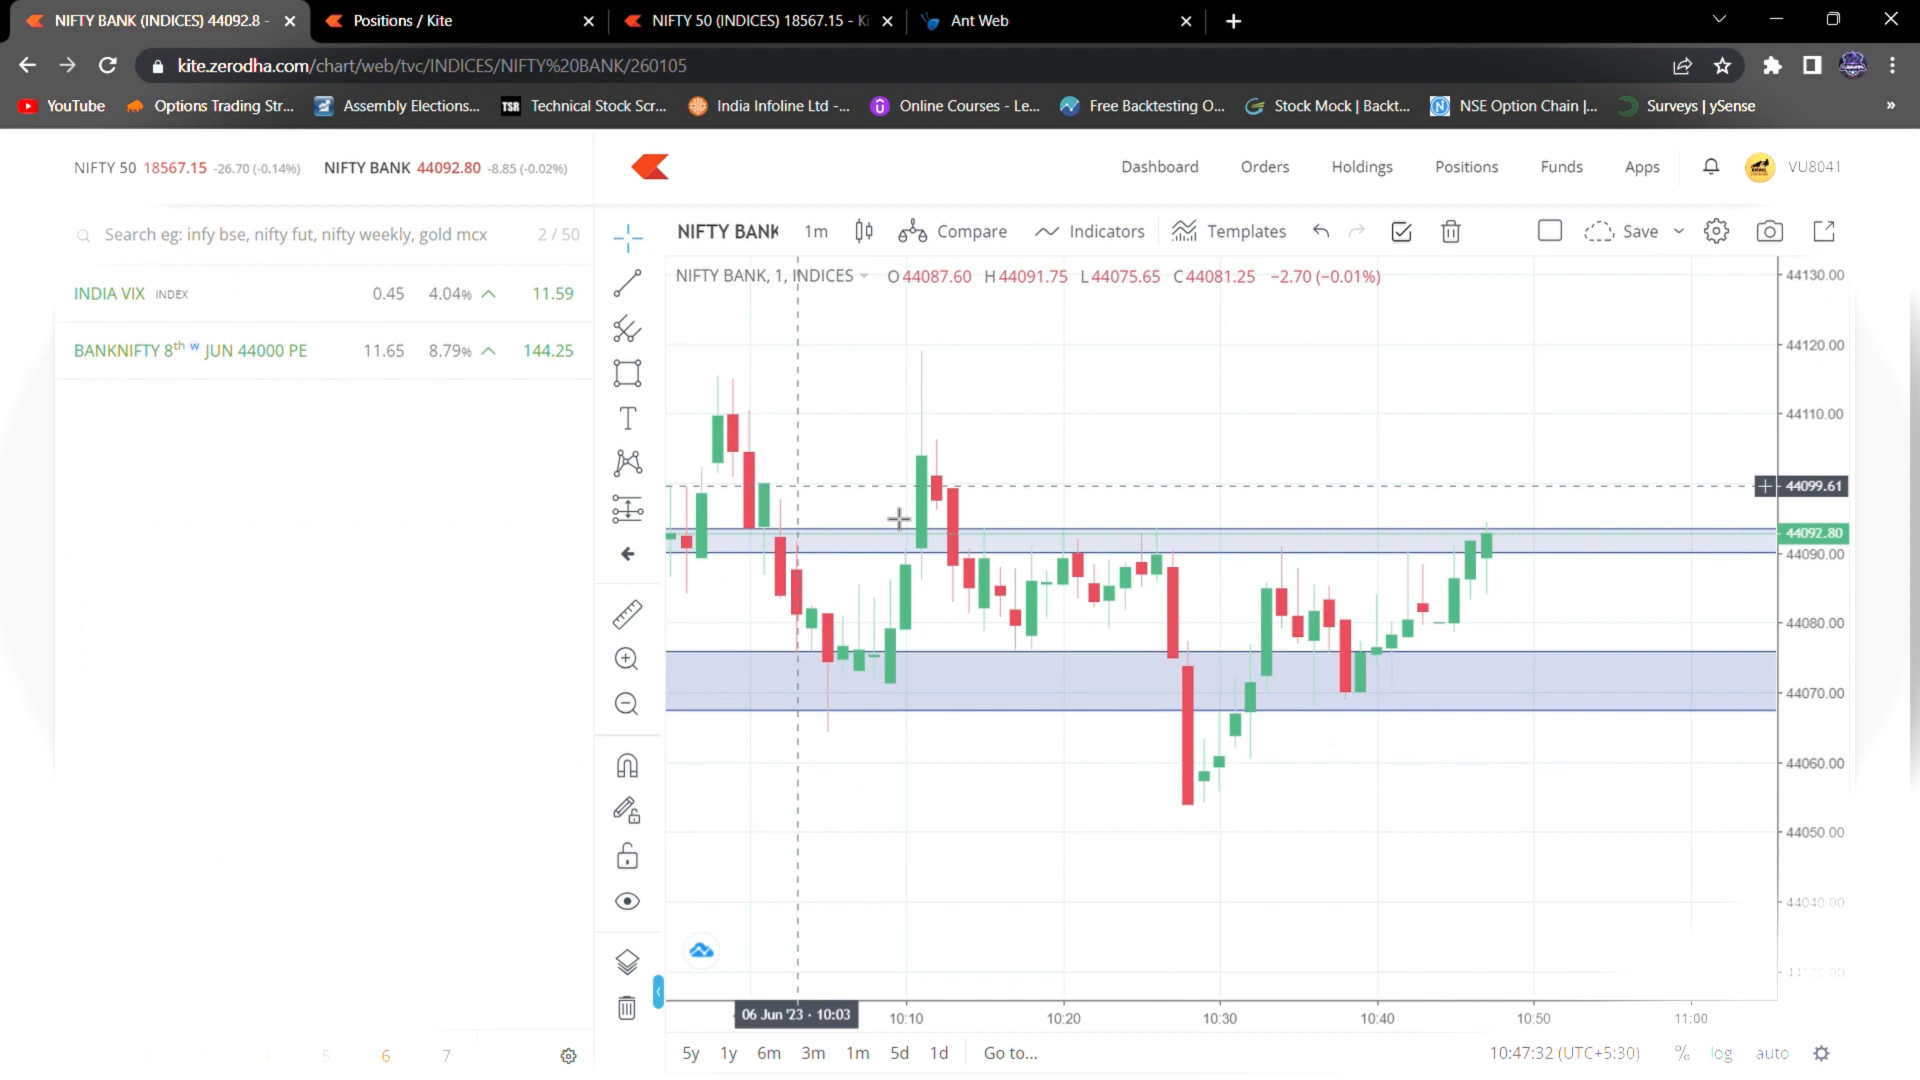 NIFTY BANK (INDICES) 44092.8 -
Positions / Kite
NIFTY 50 (INDICES) 18567.15 - Ki
Ant Web
kite.zerodha.com/chart/web/tvc/INDICES/NIFTY%20BANK/260105
YouTube
Options Trading Str...
Assembly Elections...
TSR Technical Stock Scr...
India Infoline Ltd -...
Online Courses - Le...
Free Backtesting O...
Stock Mock | Backt...
NSE Option Chain |...
Surveys | ySense
»
NIFTY 50 18567.15 -26.70 (-0.14%)
NIFTY BANK 44092.80 -8.85 (-0.02%)
Dashboard
Orders
Holdings
Positions
Funds
Apps
VU8041
Search eg: infy bse, nifty fut, nifty weekly, gold mcx 2 / 50
NIFTY BANK
1m
Compare
Indicators
Templates
Save
INDIA VIX INDEX 0.45 4.04% 11.59
BANKNIFTY 8th w JUN 44000 PE 11.65 8.79% 144.25
NIFTY BANK, 1, INDICES O44087.60 H44091.75 L44075.65 C44081.25 −2.70 (−0.01%)
44130.00
44120.00
44110.00
44099.61
44092.80
44090.00
44080.00
44070.00
44060.00
44050.00
44040.00
06 Jun '23 · 10:03
10:10
10:20
10:30
10:40
10:50
11:00
5 6 7
5y 1y 6m 3m 1m 5d 1d Go to...
10:47:32 (UTC+5:30) % log auto